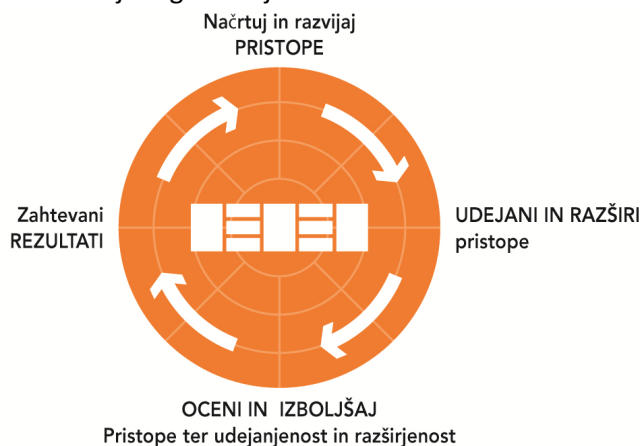 Načrtuj in razvijaj
PRISTOPE
Zahtevani
REZULTATI
UDEJANI IN RAZŠIRI
pristope
OCENI IN IZBOLJŠAJ
Pristope ter udejanjenost in razširjenost